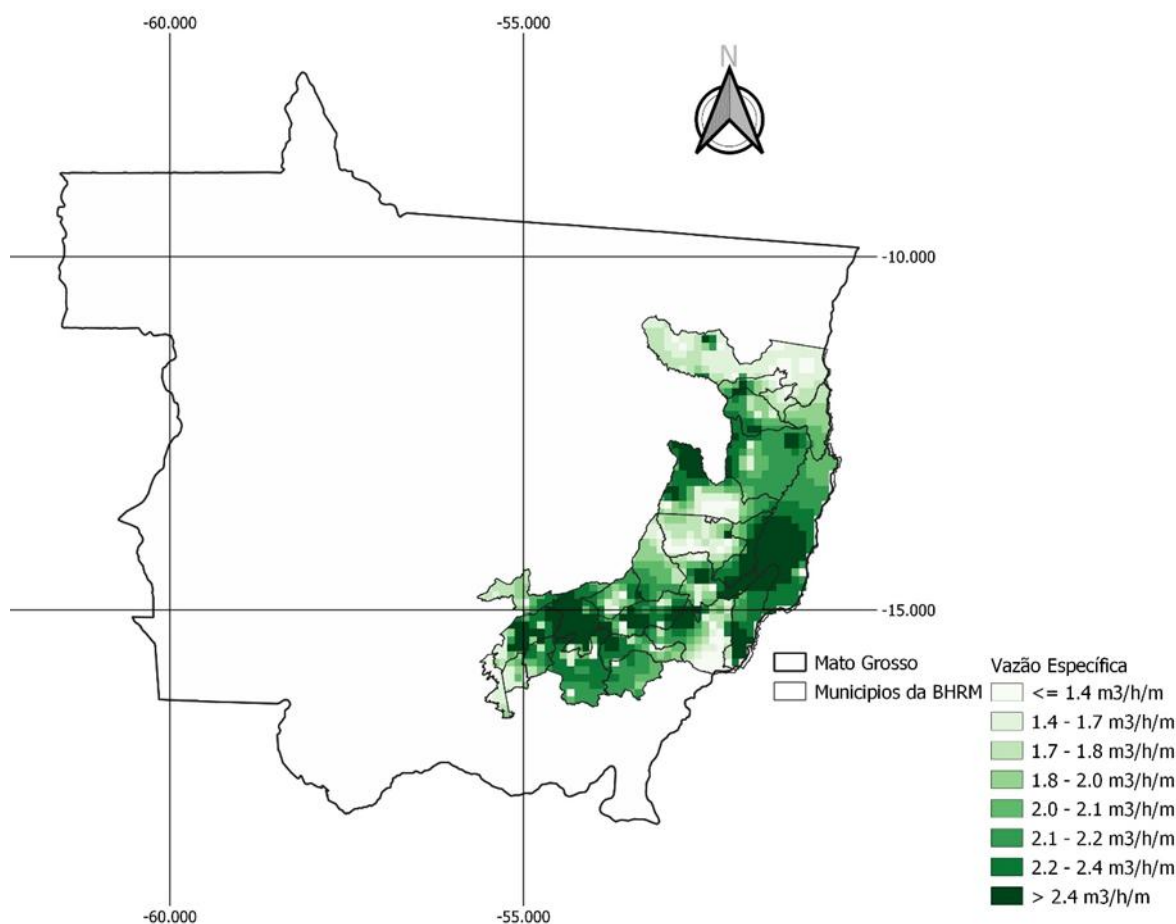 -60.000
-55.000
N
-10.000
-15.000
Mato Grosso
Municipios da BHRM
Vazão Específica
<= 1.4 m3/h/m
1.4 - 1.7 m3/h/m
1.7 - 1.8 m3/h/m
1.8 - 2.0 m3/h/m
2.0 - 2.1 m3/h/m
2.1 - 2.2 m3/h/m
2.2 - 2.4 m3/h/m
> 2.4 m3/h/m
-60.000
-55.000